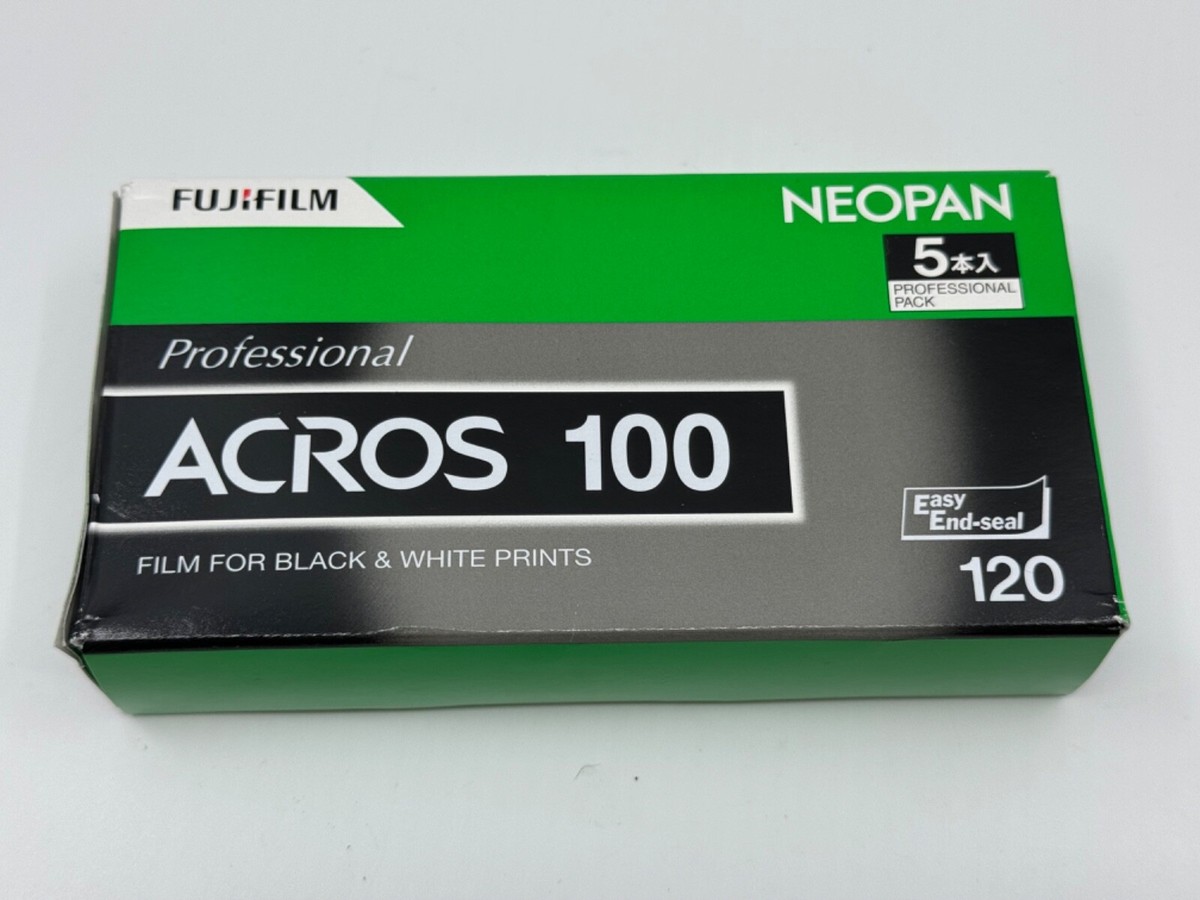 FUJIFILM
NEOPAN
5本入
PROFESSIONAL
PACK
Professional
ACROS 100
FILM FOR BLACK & WHITE PRINTS
Easy
End-seal
120